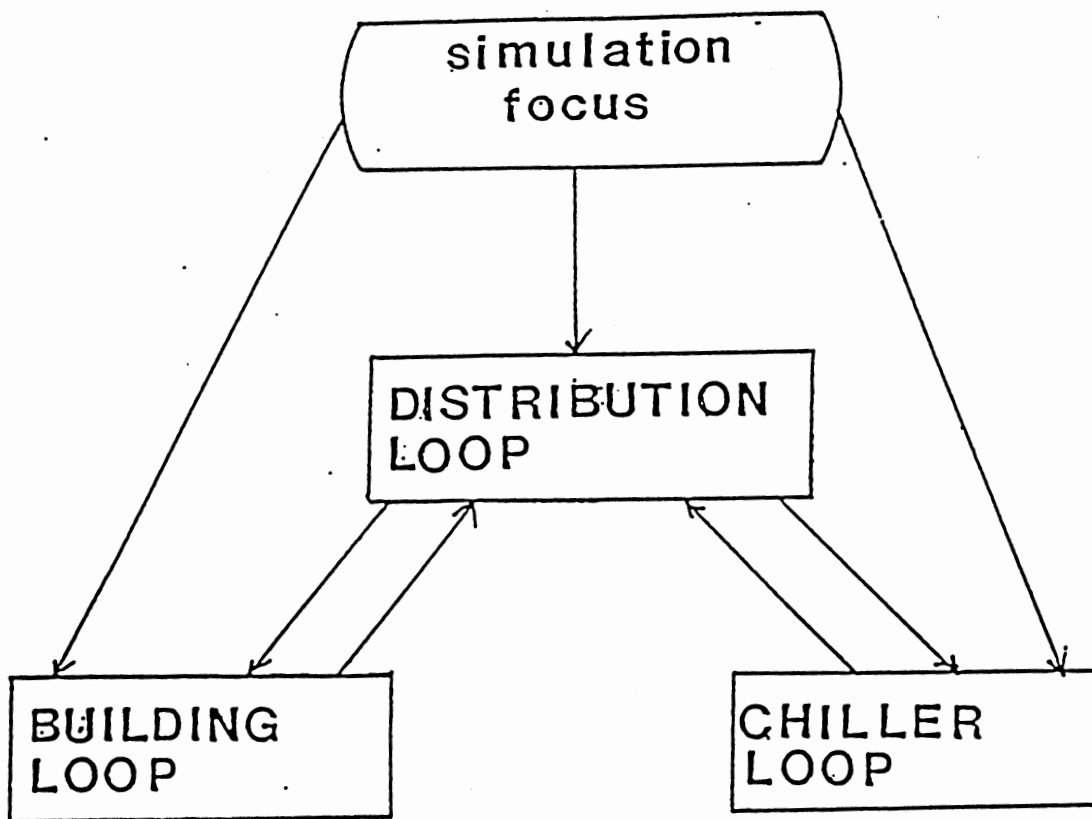 simulation
focus
DISTRIBUTION
LOOP
BUILDING
LOOP
CHILLER
LOOP